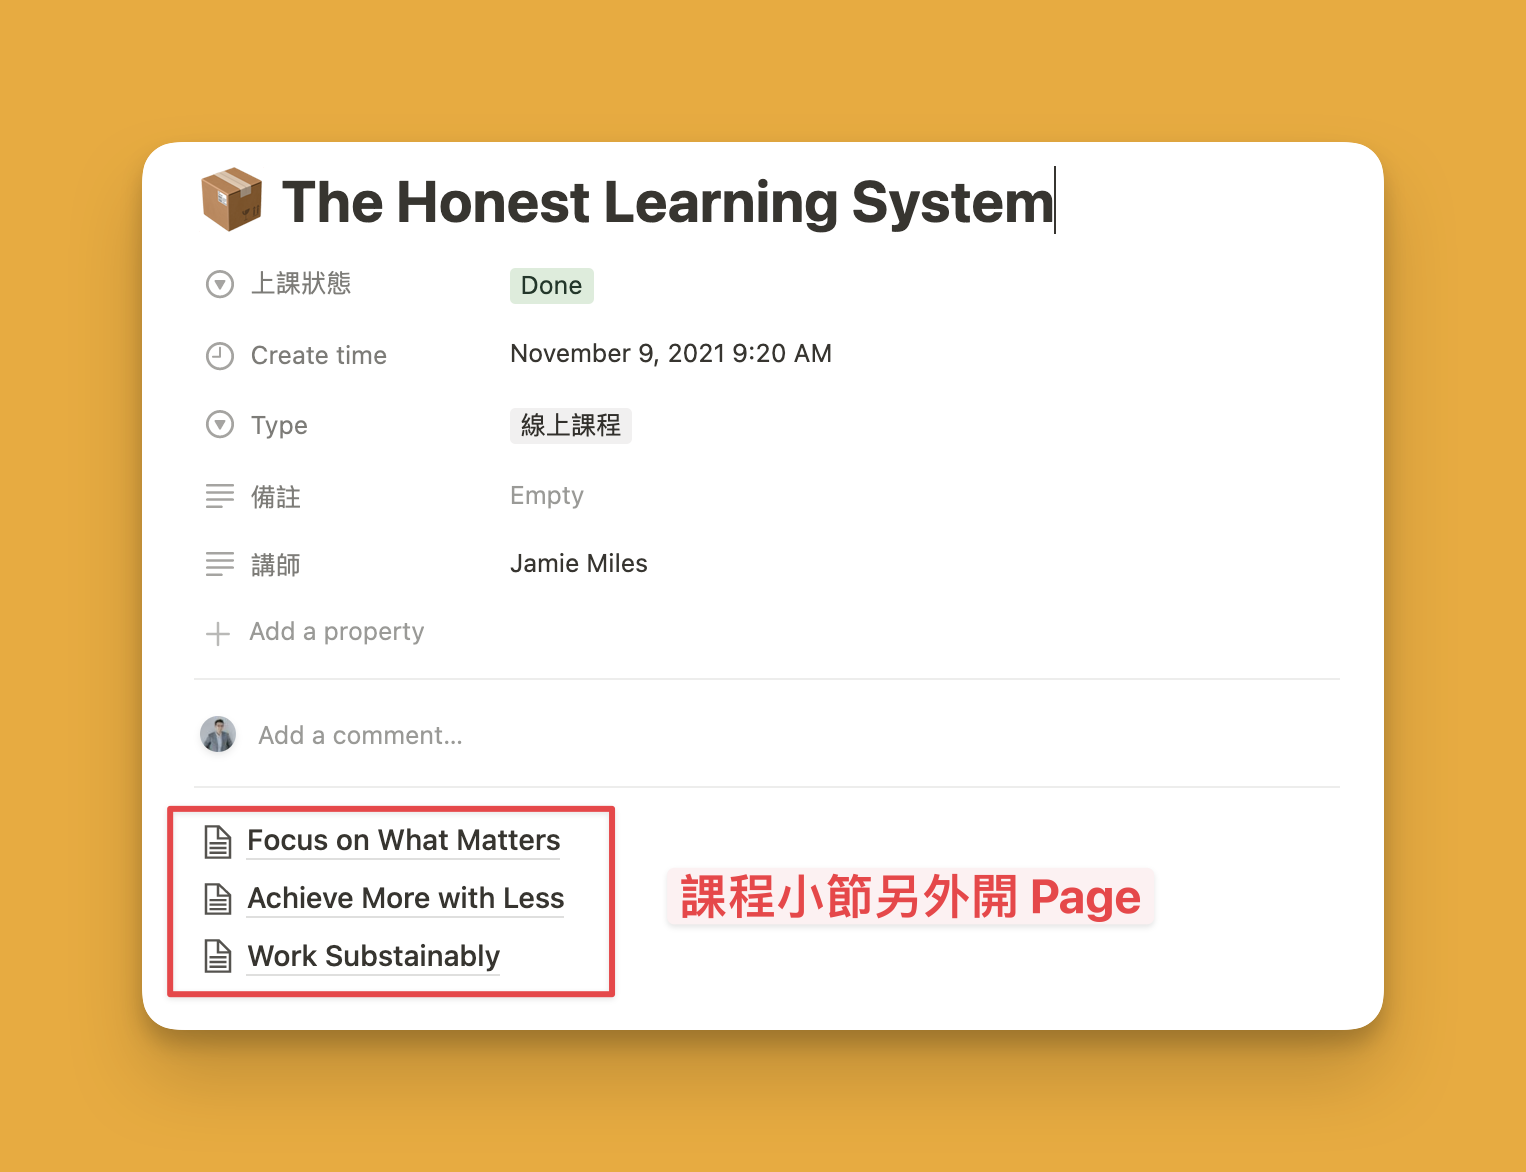 The Honest Learning System
上課狀態 Done
Create time November 9, 2021 9:20 AM
Type 線上課程
備註 Empty
講師 Jamie Miles
Add a property
Add a comment...
Focus on What Matters
Achieve More with Less
Work Substainably
課程小節另外開 Page